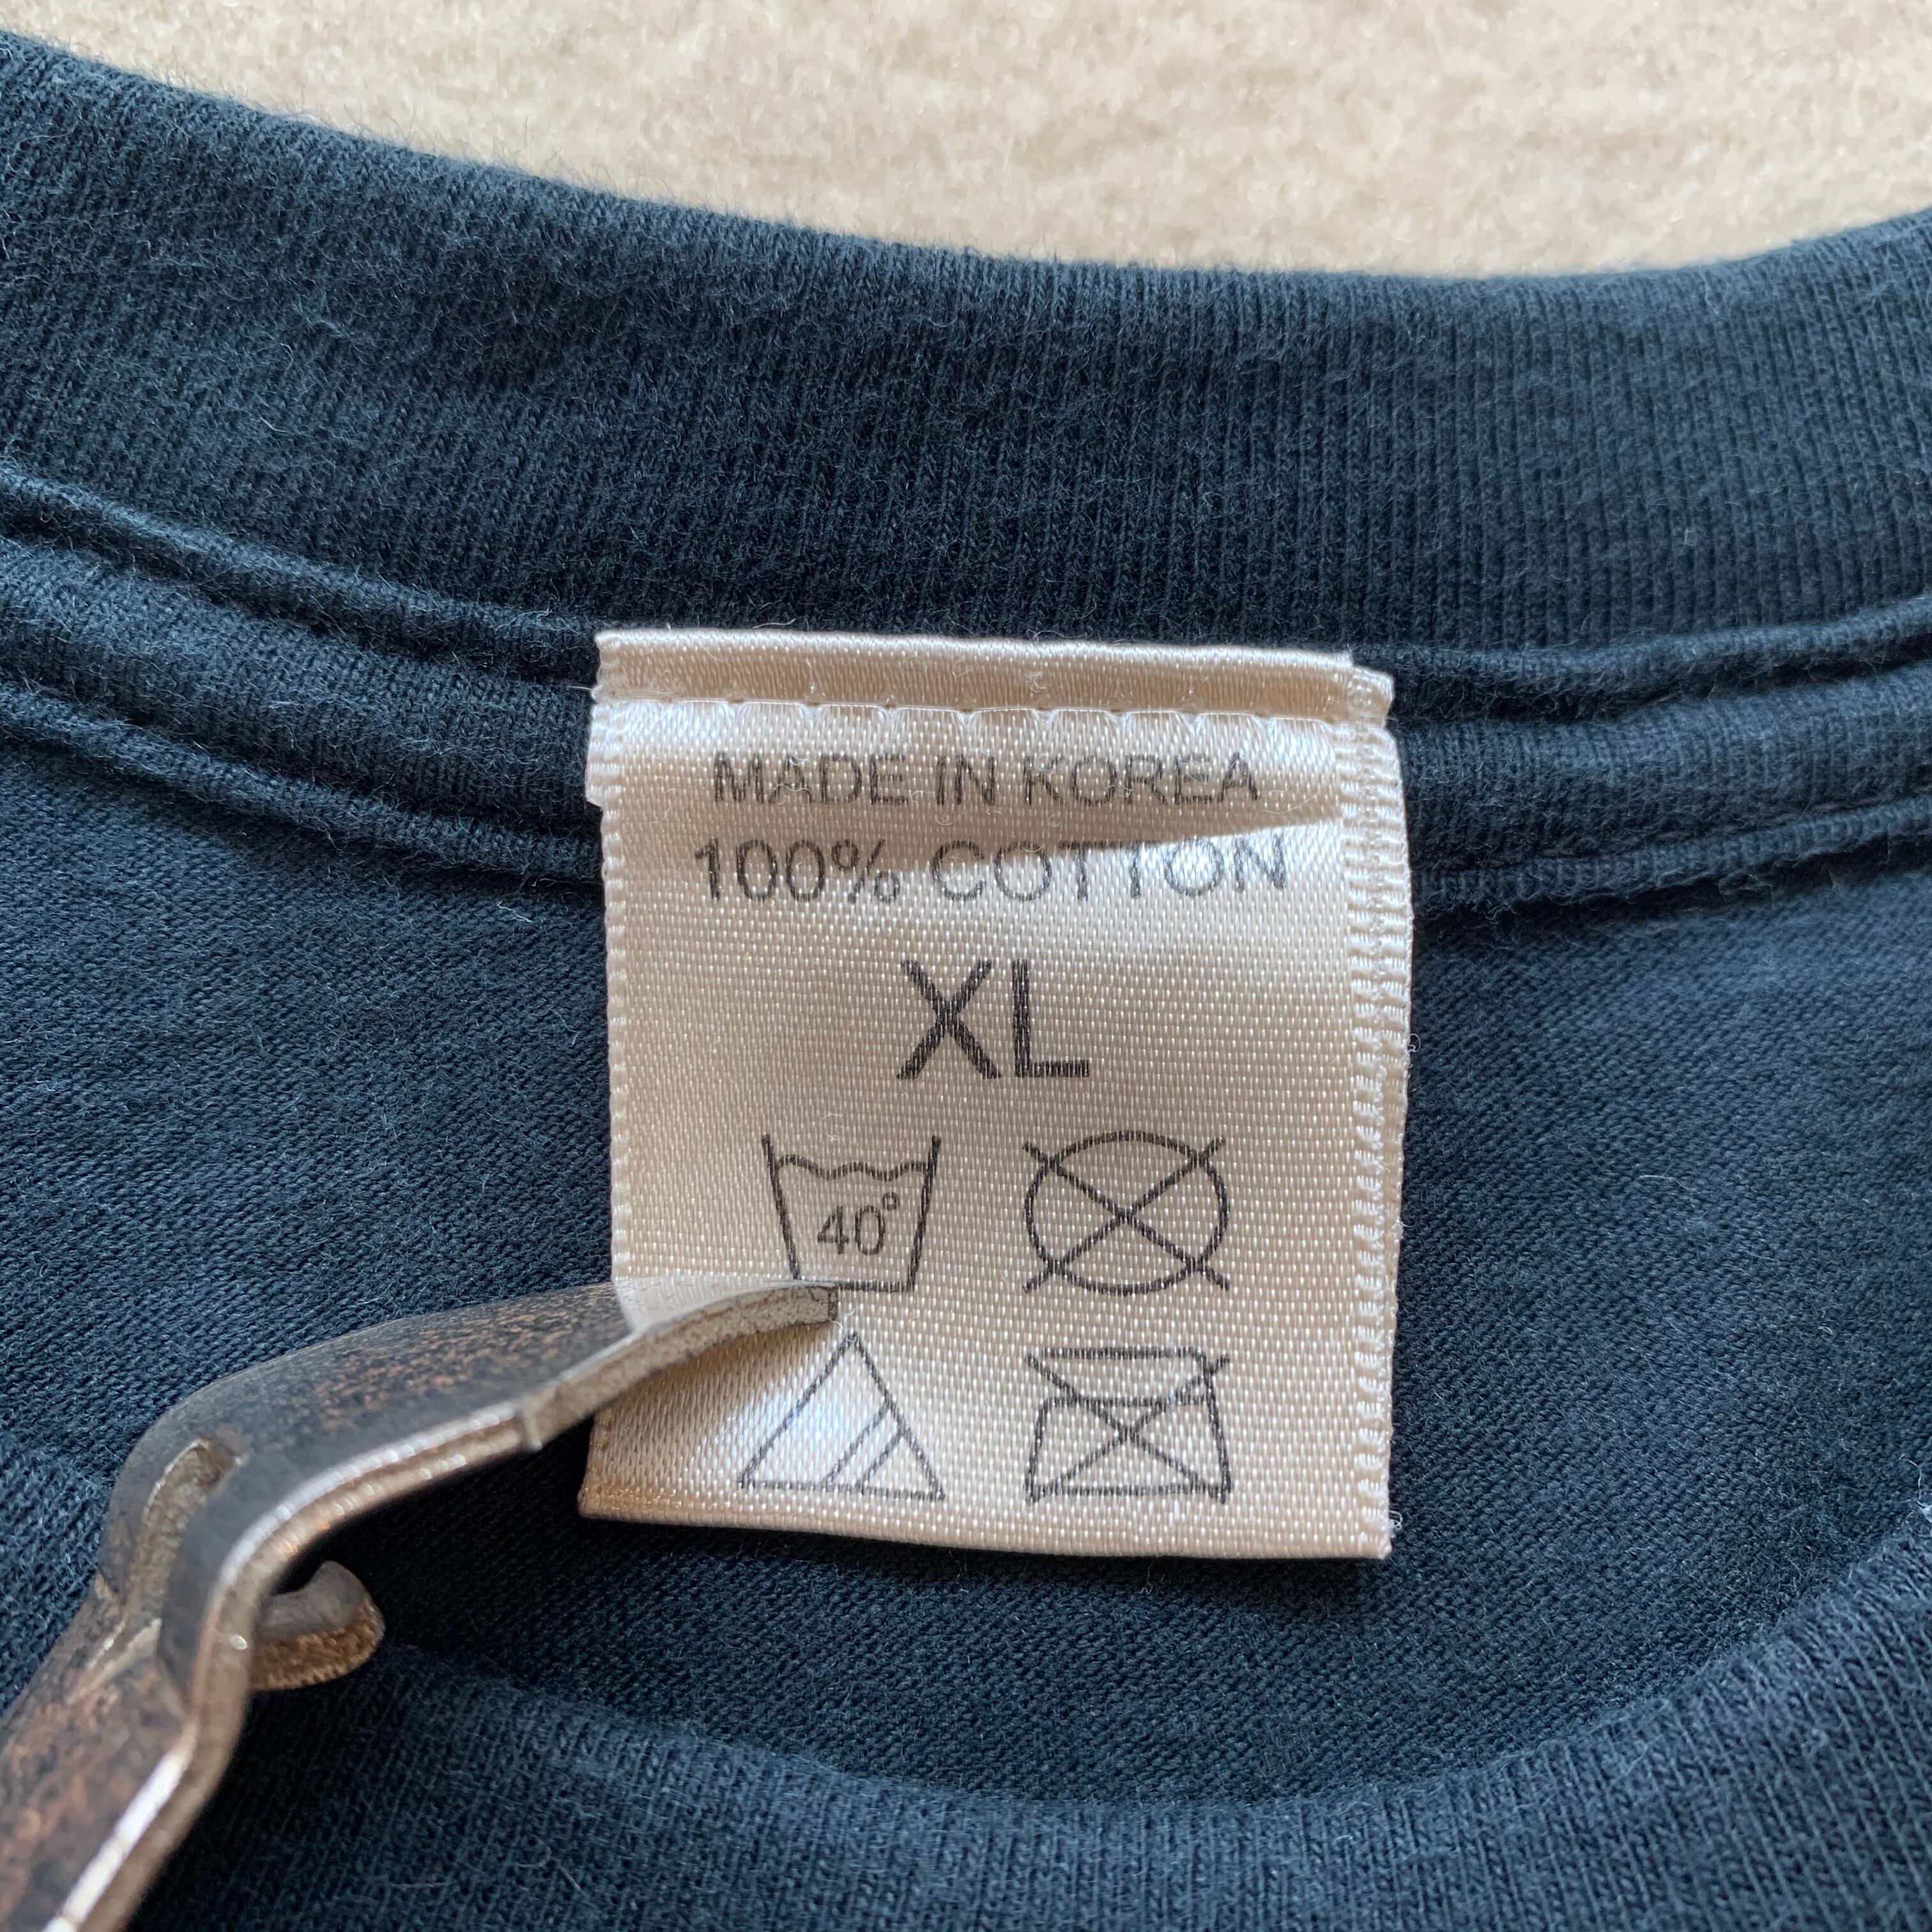 MADE IN KOREA
100% COTTON
XL
40°